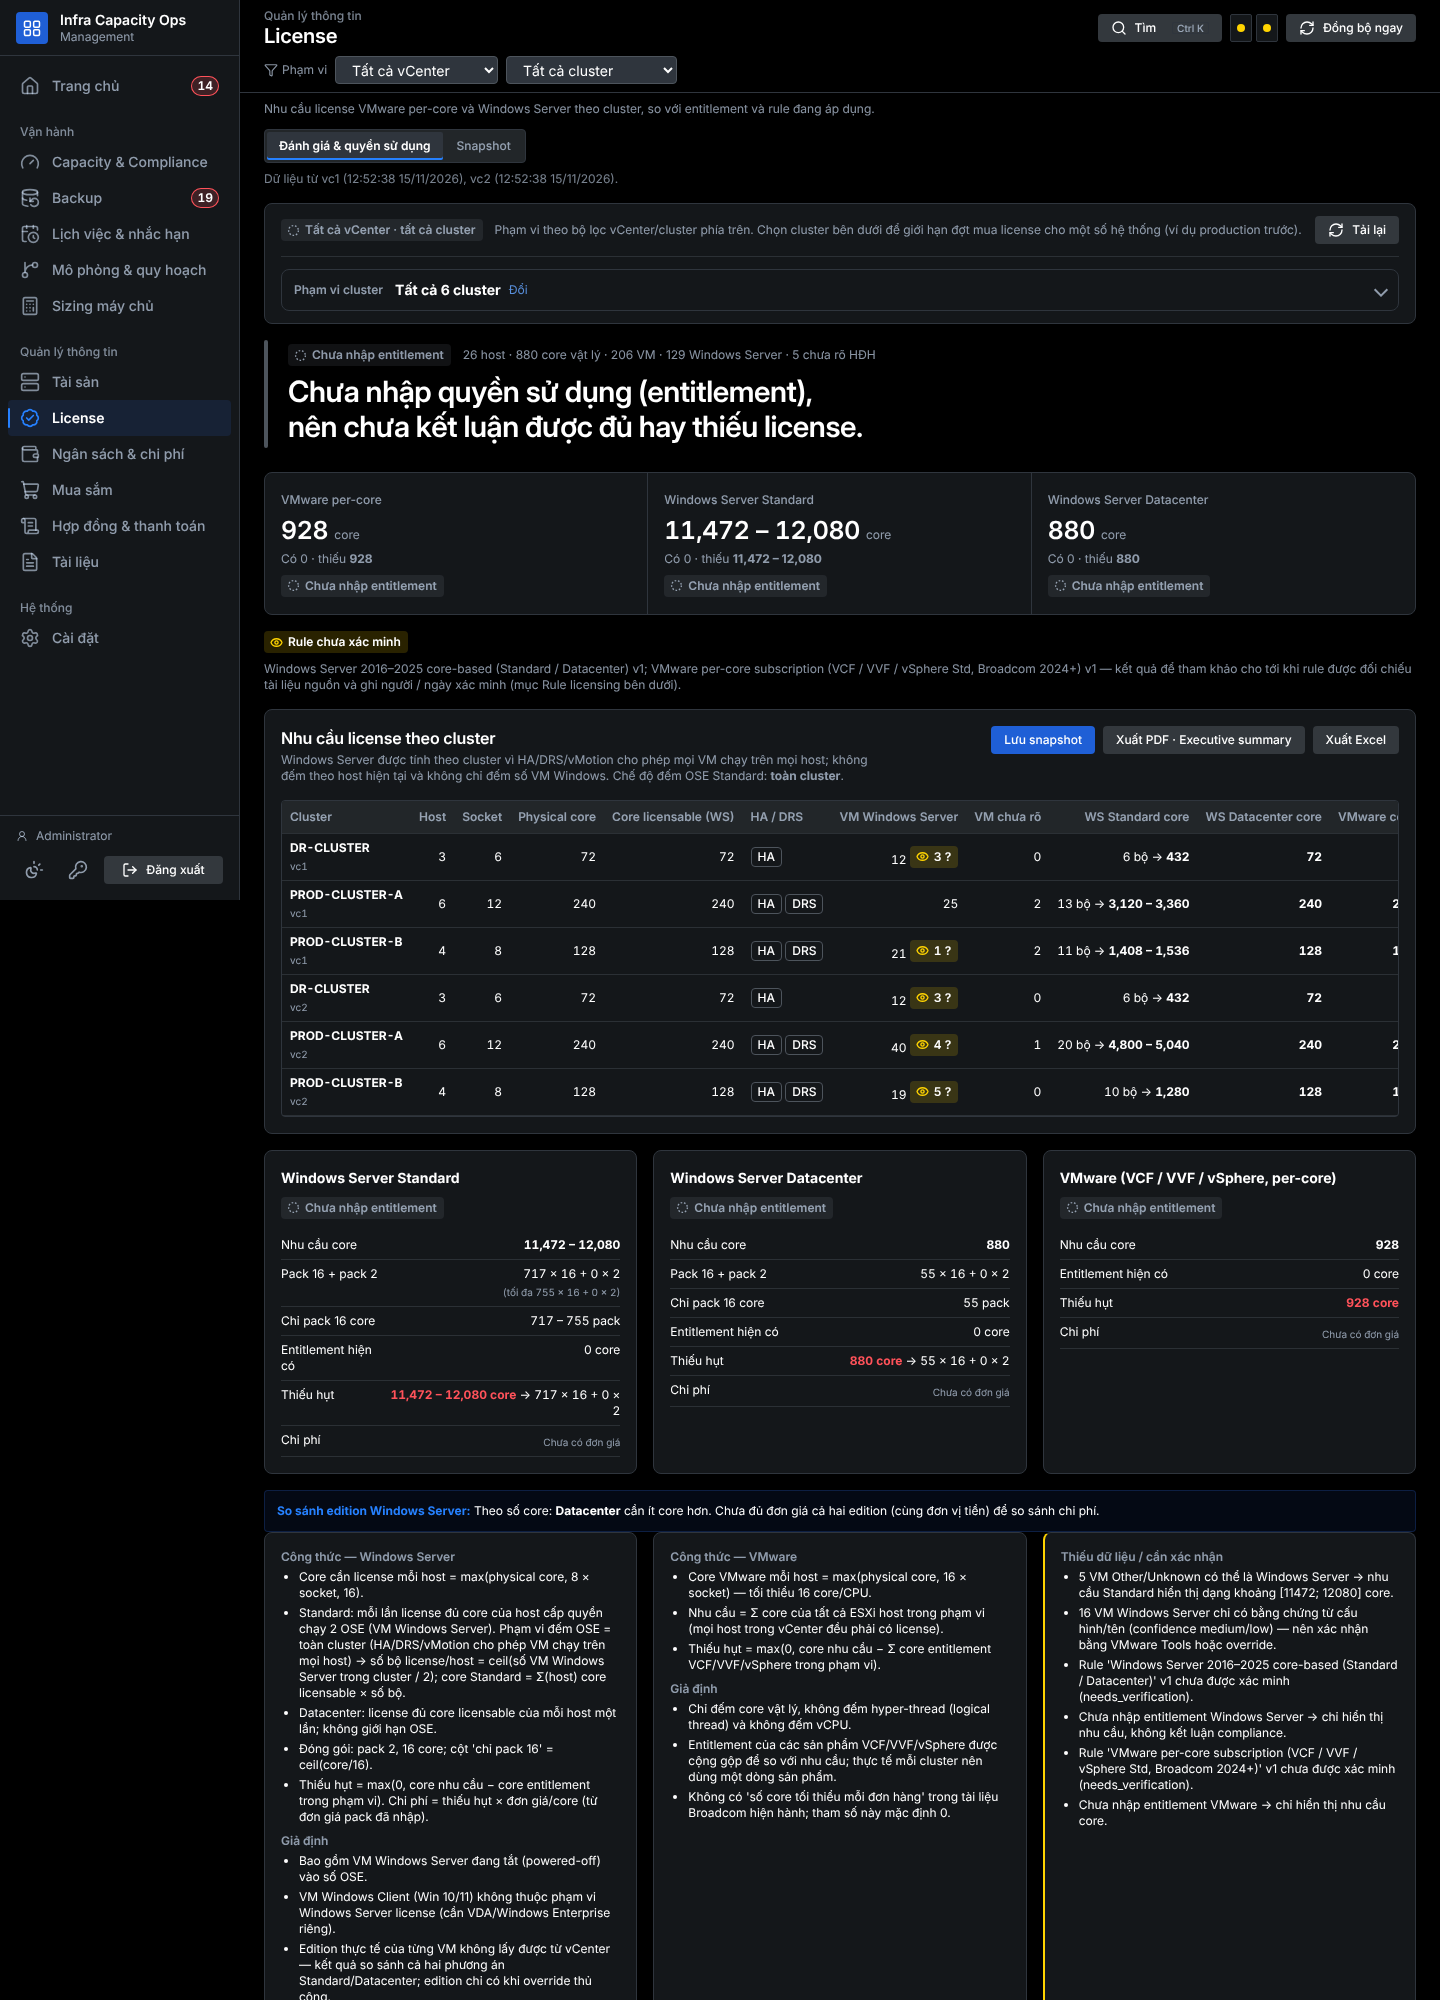 Infra Capacity Ops
Management
Trang chủ 14
Vận hành
Capacity & Compliance
Backup 19
Lịch việc & nhắc hạn
Mô phỏng & quy hoạch
Sizing máy chủ
Quản lý thông tin
Tài sản
License
Ngân sách & chi phí
Mua sắm
Hợp đồng & thanh toán
Tài liệu
Hệ thống
Cài đặt
Administrator
Đăng xuất
Quản lý thông tin
License
Tìm Ctrl K
Đồng bộ ngay
Phạm vi Tất cả vCenter Tất cả cluster
Nhu cầu license VMware per-core và Windows Server theo cluster, so với entitlement và rule đang áp dụng.
Đánh giá & quyền sử dụng Snapshot
Dữ liệu từ vc1 (12:52:38 15/11/2026), vc2 (12:52:38 15/11/2026).
Tất cả vCenter · tất cả cluster Phạm vi theo bộ lọc vCenter/cluster phía trên. Chọn cluster bên dưới để giới hạn đợt mua license cho một số hệ thống (ví dụ production trước). Tải lại
Phạm vi cluster Tất cả 6 cluster Đổi
Chưa nhập entitlement 26 host · 880 core vật lý · 206 VM · 129 Windows Server · 5 chưa rõ HĐH
Chưa nhập quyền sử dụng (entitlement),
nên chưa kết luận được đủ hay thiếu license.
VMware per-core
928 core
Có 0 · thiếu 928
Chưa nhập entitlement
Windows Server Standard
11,472 – 12,080 core
Có 0 · thiếu 11,472 – 12,080
Chưa nhập entitlement
Windows Server Datacenter
880 core
Có 0 · thiếu 880
Chưa nhập entitlement
Rule chưa xác minh
Windows Server 2016–2025 core-based (Standard / Datacenter) v1; VMware per-core subscription (VCF / VVF / vSphere Std, Broadcom 2024+) v1 — kết quả để tham khảo cho tới khi rule được đối chiếu
tài liệu nguồn và ghi người / ngày xác minh (mục Rule licensing bên dưới).
Nhu cầu license theo cluster
Windows Server được tính theo cluster vì HA/DRS/vMotion cho phép mọi VM chạy trên mọi host; không
đếm theo host hiện tại và không chỉ đếm số VM Windows. Chế độ đếm OSE Standard: toàn cluster.
Lưu snapshot Xuất PDF · Executive summary Xuất Excel
Cluster Host Socket Physical core Core licensable (WS) HA / DRS VM Windows Server VM chưa rõ WS Standard core WS Datacenter core VMware c
DR-CLUSTER vc1 3 6 72 72 HA 12 3 ? 0 6 bộ → 432 72
PROD-CLUSTER-A vc1 6 12 240 240 HA DRS 25 2 13 bộ → 3,120 – 3,360 240 2
PROD-CLUSTER-B vc1 4 8 128 128 HA DRS 21 1 ? 2 11 bộ → 1,408 – 1,536 128 1
DR-CLUSTER vc2 3 6 72 72 HA 12 3 ? 0 6 bộ → 432 72
PROD-CLUSTER-A vc2 6 12 240 240 HA DRS 40 4 ? 1 20 bộ → 4,800 – 5,040 240 2
PROD-CLUSTER-B vc2 4 8 128 128 HA DRS 19 5 ? 0 10 bộ → 1,280 128 1
Windows Server Standard
Chưa nhập entitlement
Nhu cầu core 11,472 – 12,080
Pack 16 + pack 2 717 × 16 + 0 × 2
(tối đa 755 × 16 + 0 × 2)
Chỉ pack 16 core 717 – 755 pack
Entitlement hiện có 0 core
Thiếu hụt 11,472 – 12,080 core → 717 × 16 + 0 × 2
Chi phí Chưa có đơn giá
Windows Server Datacenter
Chưa nhập entitlement
Nhu cầu core 880
Pack 16 + pack 2 55 × 16 + 0 × 2
Chỉ pack 16 core 55 pack
Entitlement hiện có 0 core
Thiếu hụt 880 core → 55 × 16 + 0 × 2
Chi phí Chưa có đơn giá
VMware (VCF / VVF / vSphere, per-core)
Chưa nhập entitlement
Nhu cầu core 928
Entitlement hiện có 0 core
Thiếu hụt 928 core
Chi phí Chưa có đơn giá
So sánh edition Windows Server: Theo số core: Datacenter cần ít core hơn. Chưa đủ đơn giá cả hai edition (cùng đơn vị tiền) để so sánh chi phí.
Công thức — Windows Server
• Core cần license mỗi host = max(physical core, 8 ×
socket, 16).
• Standard: mỗi lần license đủ core của host cấp quyền
chạy 2 OSE (VM Windows Server). Phạm vi đếm OSE =
toàn cluster (HA/DRS/vMotion cho phép VM chạy trên
mọi host) → số bộ license/host = ceil(số VM Windows
Server trong cluster / 2); core Standard = Σ(host) core
licensable × số bộ.
• Datacenter: license đủ core licensable của mỗi host một
lần; không giới hạn OSE.
• Đóng gói: pack 2, 16 core; cột 'chỉ pack 16' =
ceil(core/16).
• Thiếu hụt = max(0, core nhu cầu − core entitlement
trong phạm vi). Chi phí = thiếu hụt × đơn giá/core (từ
đơn giá pack đã nhập).
Giả định
• Bao gồm VM Windows Server đang tắt (powered-off)
vào số OSE.
• VM Windows Client (Win 10/11) không thuộc phạm vi
Windows Server license (cần VDA/Windows Enterprise
riêng).
• Edition thực tế của từng VM không lấy được từ vCenter
— kết quả so sánh cả hai phương án
Standard/Datacenter; edition chỉ có khi override thủ
công.
Công thức — VMware
• Core VMware mỗi host = max(physical core, 16 ×
socket) — tối thiểu 16 core/CPU.
• Nhu cầu = Σ core của tất cả ESXi host trong phạm vi
(mọi host trong vCenter đều phải có license).
• Thiếu hụt = max(0, core nhu cầu − Σ core entitlement
VCF/VVF/vSphere trong phạm vi).
Giả định
• Chỉ đếm core vật lý, không đếm hyper-thread (logical
thread) và không đếm vCPU.
• Entitlement của các sản phẩm VCF/VVF/vSphere được
cộng gộp để so với nhu cầu; thực tế mỗi cluster nên
dùng một dòng sản phẩm.
• Không có 'số core tối thiểu mỗi đơn hàng' trong tài liệu
Broadcom hiện hành; tham số này mặc định 0.
Thiếu dữ liệu / cần xác nhận
• 5 VM Other/Unknown có thể là Windows Server → nhu
cầu Standard hiển thị dạng khoảng [11472; 12080] core.
• 16 VM Windows Server chỉ có bằng chứng từ cấu
hình/tên (confidence medium/low) — nên xác nhận
bằng VMware Tools hoặc override.
• Rule 'Windows Server 2016–2025 core-based (Standard
/ Datacenter)' v1 chưa được xác minh
(needs_verification).
• Chưa nhập entitlement Windows Server → chỉ hiển thị
nhu cầu, không kết luận compliance.
• Rule 'VMware per-core subscription (VCF / VVF /
vSphere Std, Broadcom 2024+)' v1 chưa được xác minh
(needs_verification).
• Chưa nhập entitlement VMware → chỉ hiển thị nhu cầu
core.